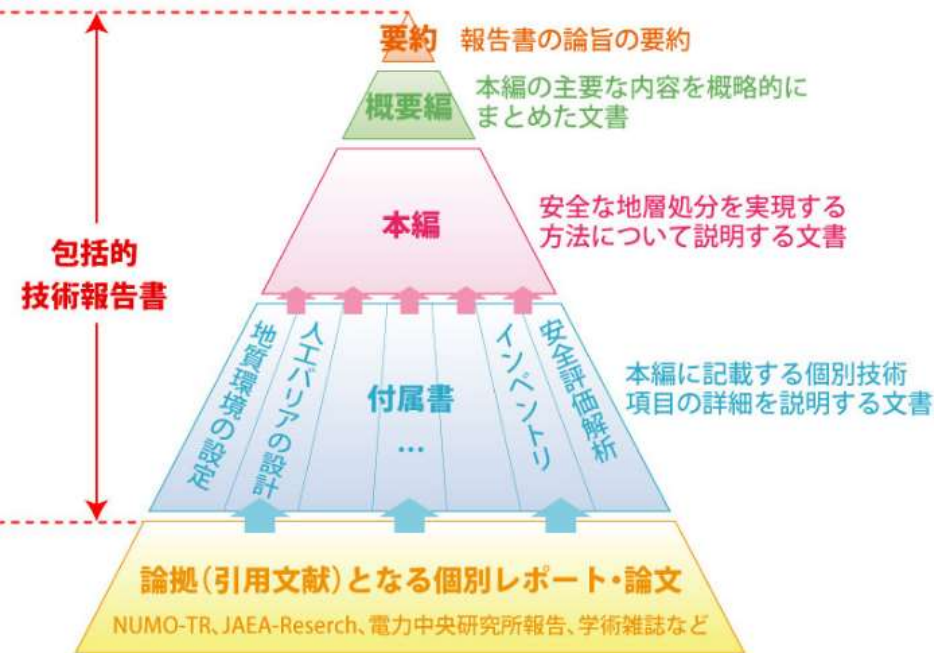 要約
報告書の論旨の要約
概要編
本編の主要な内容を概略的に
まとめた文書
本編
安全な地層処分を実現する
方法について説明する文書
包括的
技術報告書
地質環境の設定
人工バリアの設計
付属書
…
インベントリ
安全評価解析
本編に記載する個別技術
項目の詳細を説明する文書
論拠(引用文献)となる個別レポート・論文
NUMO-TR、JAEA-Reserch、電力中央研究所報告、学術雑誌など